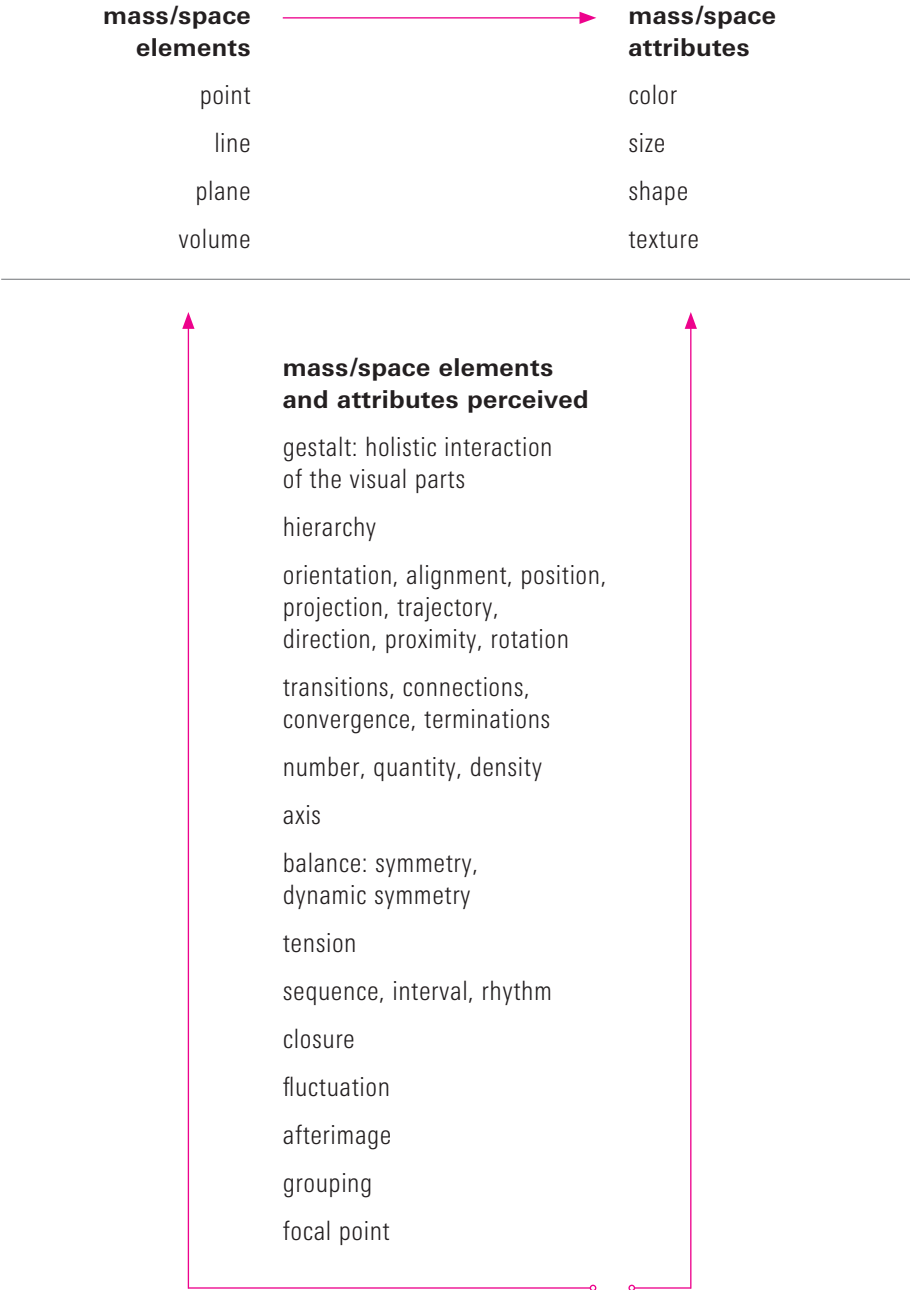 mass/space
elements
point
line
plane
volume
mass/space
attributes
color
size
shape
texture
mass/space elements
and attributes perceived
gestalt: holistic interaction
of the visual parts
hierarchy
orientation, alignment, position,
projection, trajectory,
direction, proximity, rotation
transitions, connections,
convergence, terminations
number, quantity, density
axis
balance: symmetry,
dynamic symmetry
tension
sequence, interval, rhythm
closure
fluctuation
afterimage
grouping
focal point